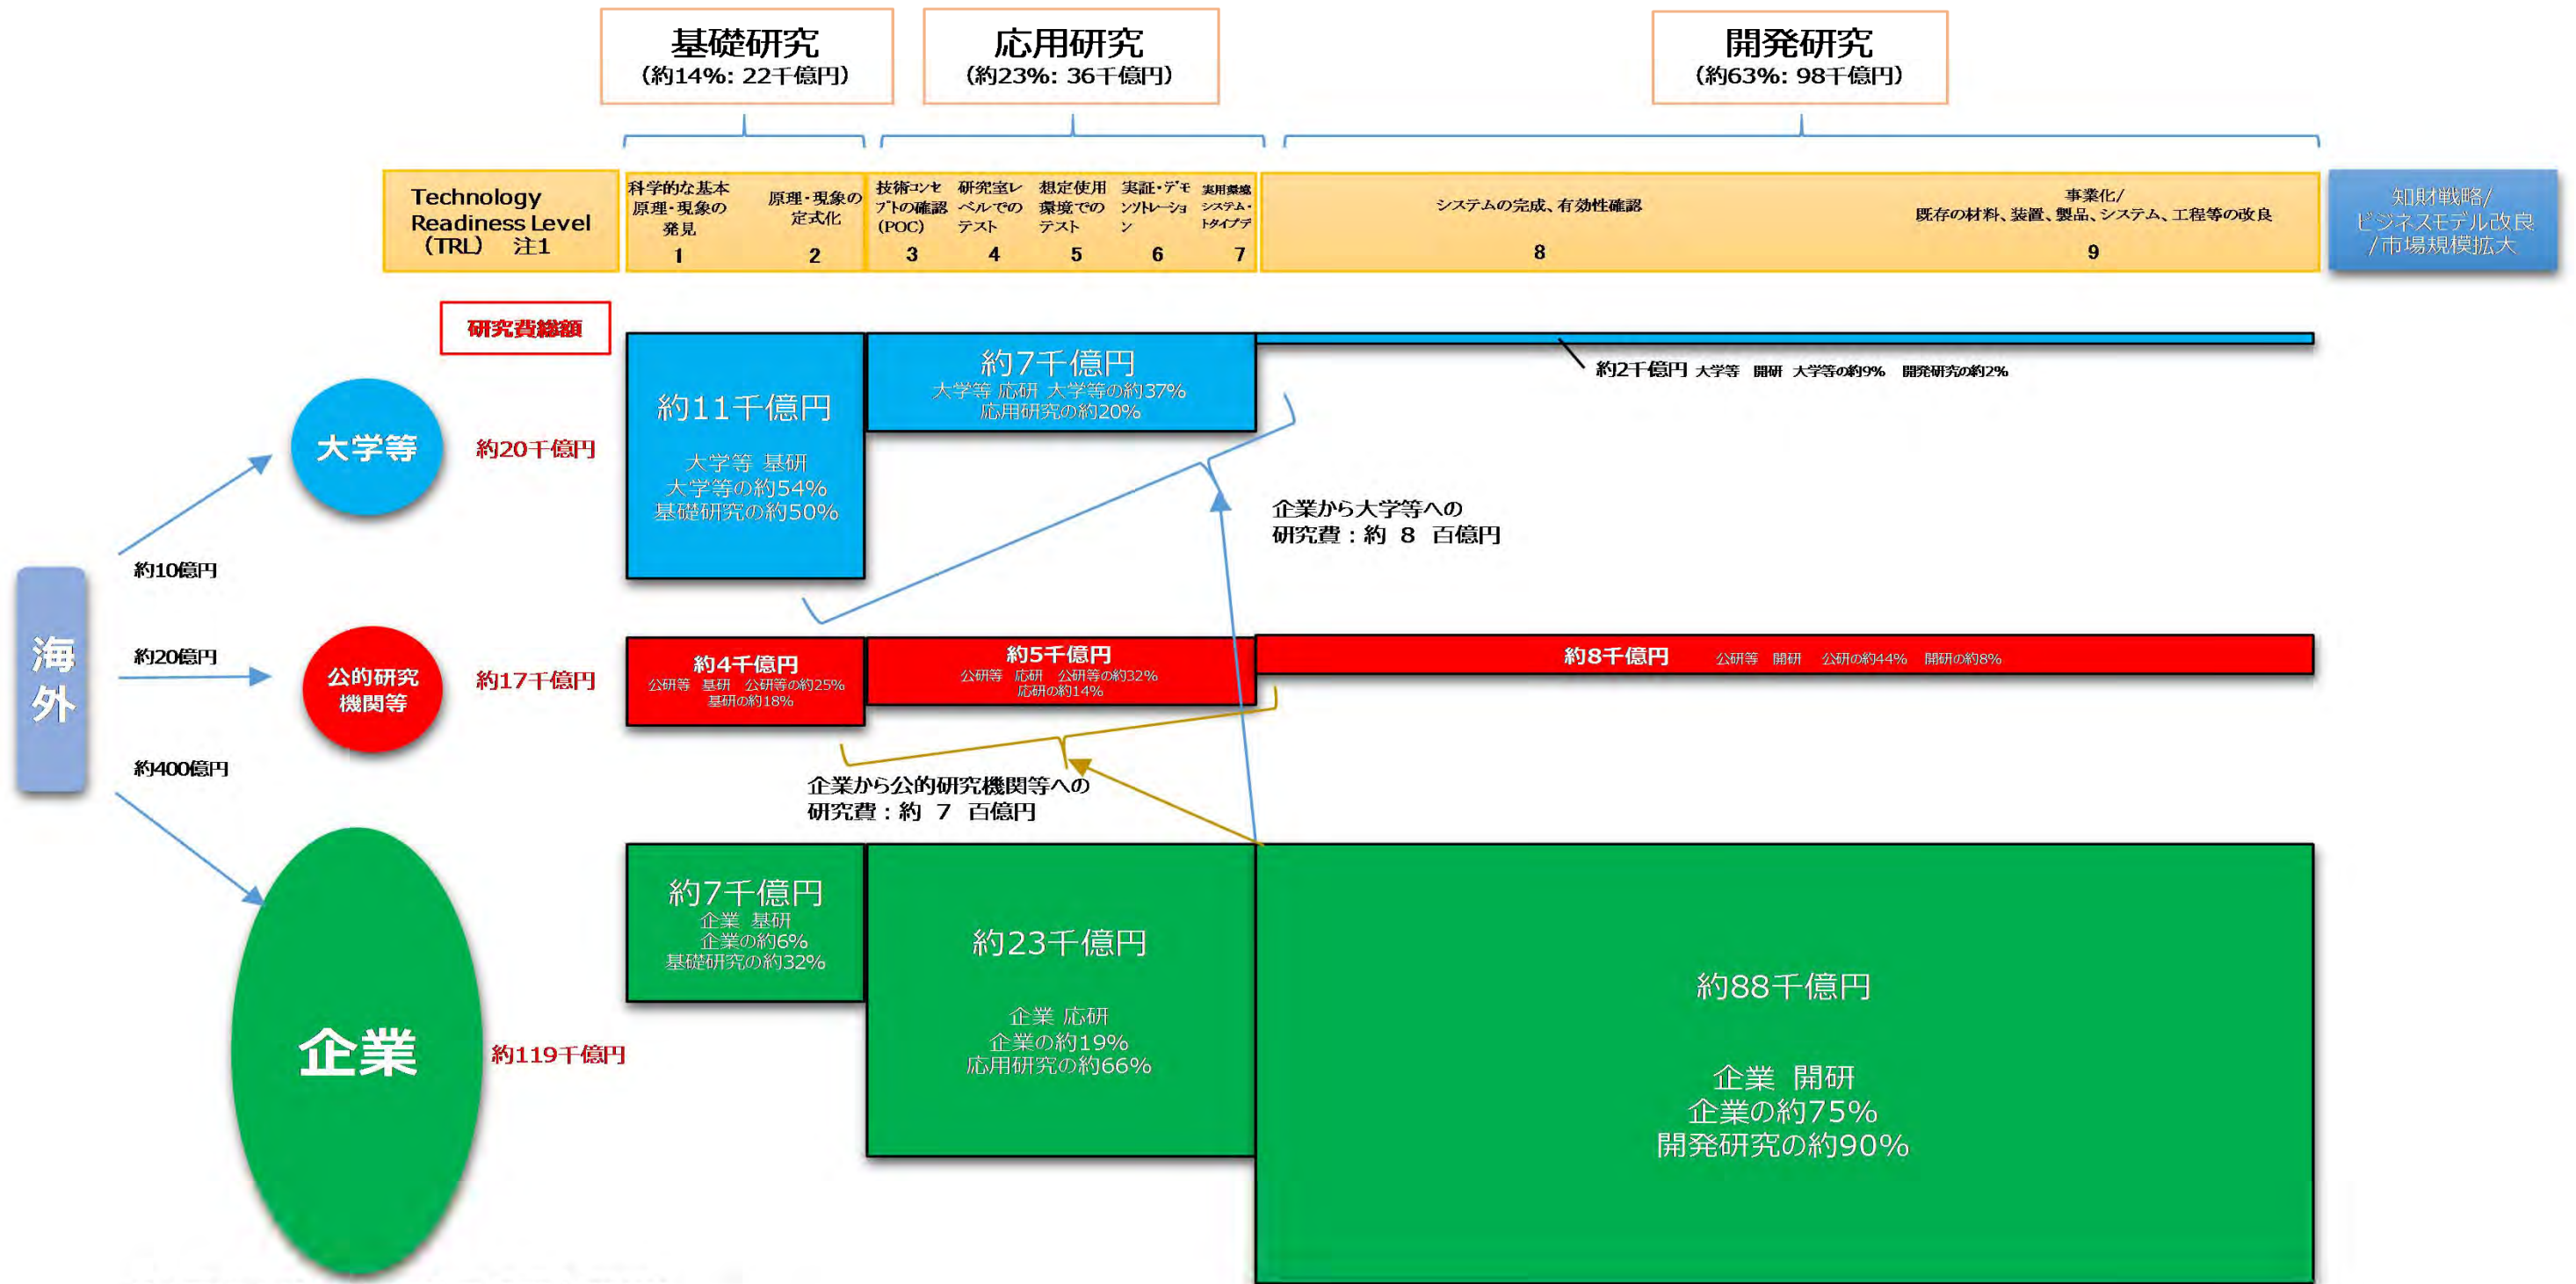 基礎研究
(約14%: 22千億円)
応用研究
(約23%: 36千億円)
開発研究
(約63%: 98千億円)
Technology
Readiness Level
(TRL) 注1
科学的な基本
原理・現象の
発見
1
原理・現象の
定式化
2
技術コンセ
プトの確認
(POC)
3
研究室レ
ベルでの
テスト
4
想定使用
環境での
テスト
5
実証・デモ
ンストレーショ
ン
6
実用環境
システム・
トタイプデ
7
システムの完成、有効性確認
8
事業化/
既存の材料、装置、製品、システム、工程等の改良
9
知財戦略/
ビジネスモデル改良
/市場規模拡大
研究費総額
大学等
約20千億円
約11千億円
大学等 基研
大学等の約54%
基礎研究の約50%
約7千億円
大学等 応研 大学等の約37%
応用研究の約20%
約2千億円 大学等 開研 大学等の約9% 開発研究の約2%
企業から大学等への
研究費：約 8 百億円
海外
約10億円
約20億円
約400億円
公的研究
機関等
約17千億円
約4千億円
公研等 基研 公研等の約25%
基研の約18%
約5千億円
公研等 応研 公研等の約32%
応研の約14%
約8千億円 公研等 開研 公研の約44% 開研の約8%
企業から公的研究機関等への
研究費：約 7 百億円
企業
約119千億円
約7千億円
企業 基研
企業の約6%
基礎研究の約32%
約23千億円
企業 応研
企業の約19%
応用研究の約66%
約88千億円
企業 開研
企業の約75%
開発研究の約90%